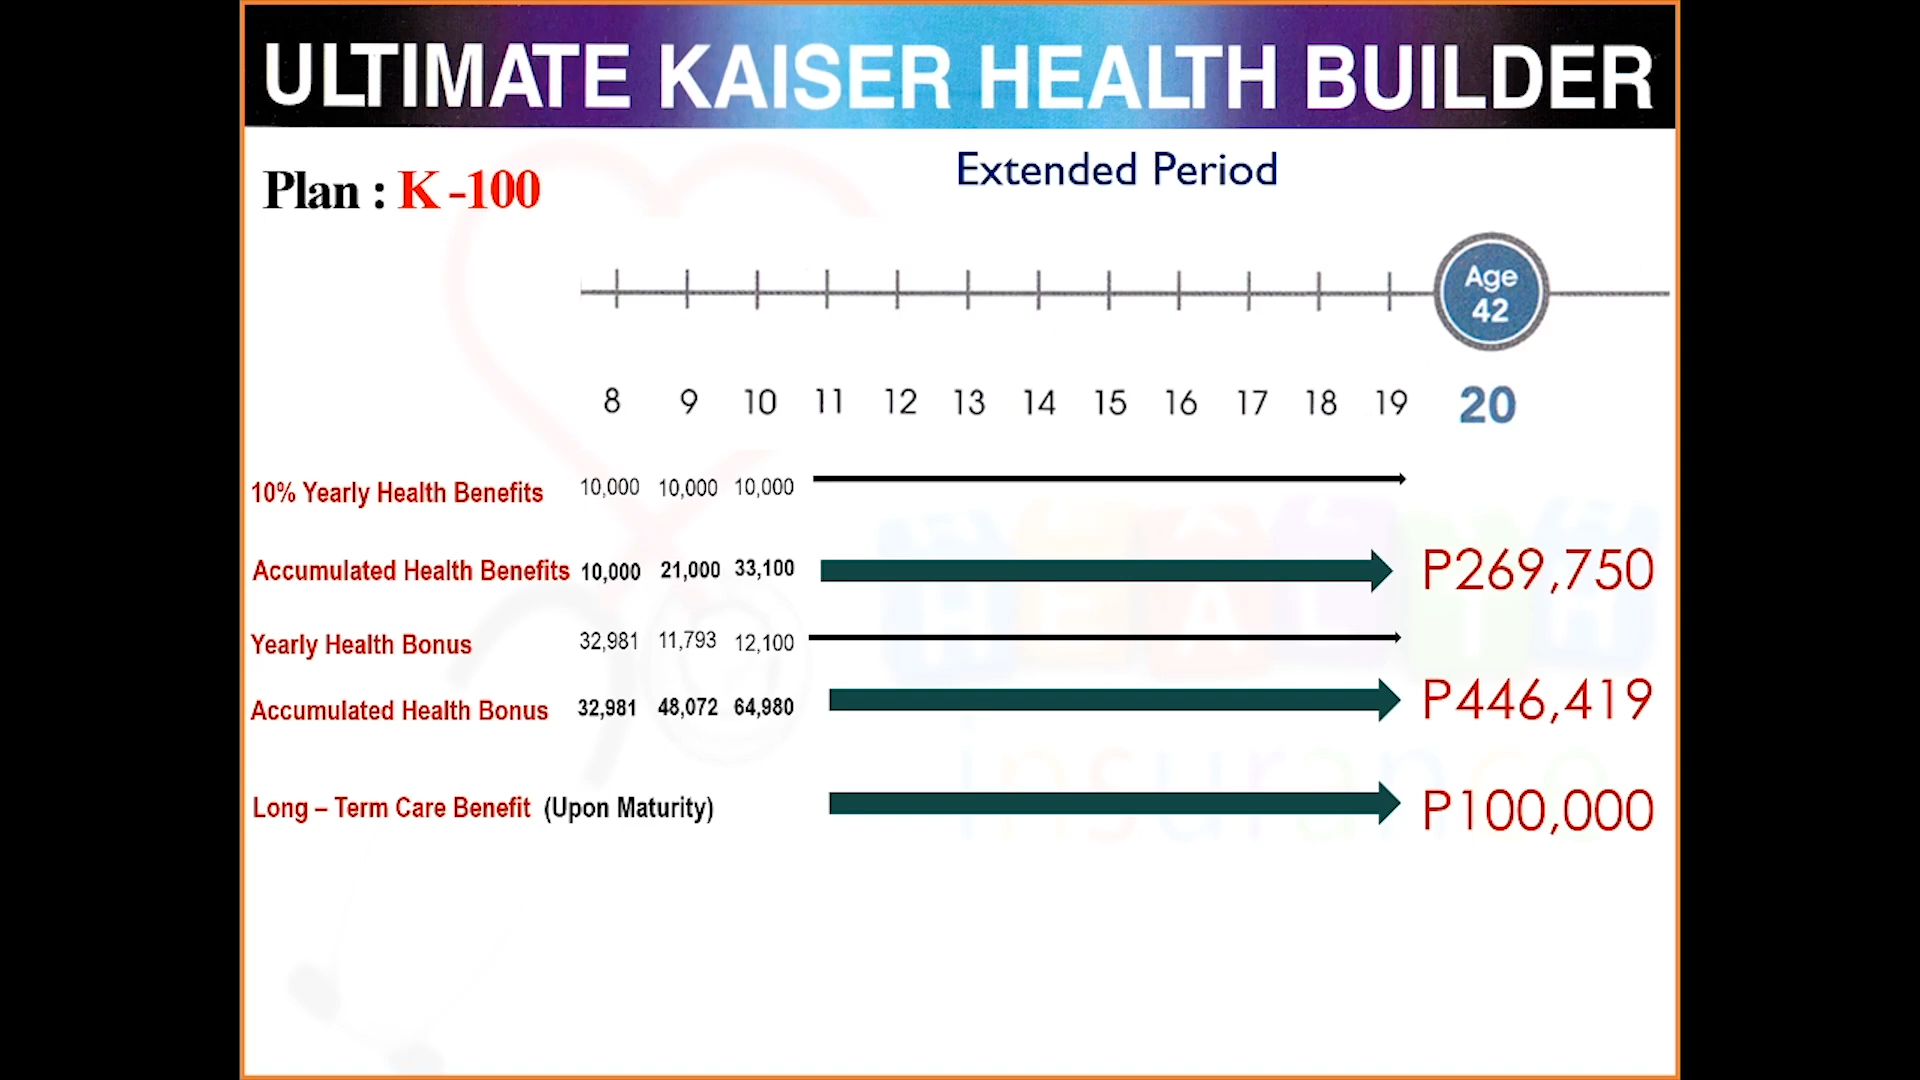 ULTIMATE KAISER HEALTH BUILDER
Extended Period
Plan : K -100
Age
42
8 9 10 11 12 13 14 15 16 17 18 19 20
10% Yearly Health Benefits 10,000 10,000 10,000
Accumulated Health Benefits 10,000 21,000 33,100 P269,750
Yearly Health Bonus 32,981 11,793 12,100
Accumulated Health Bonus 32,981 48,072 64,980 P446,419
Long – Term Care Benefit (Upon Maturity) P100,000
HEALTH
insurance